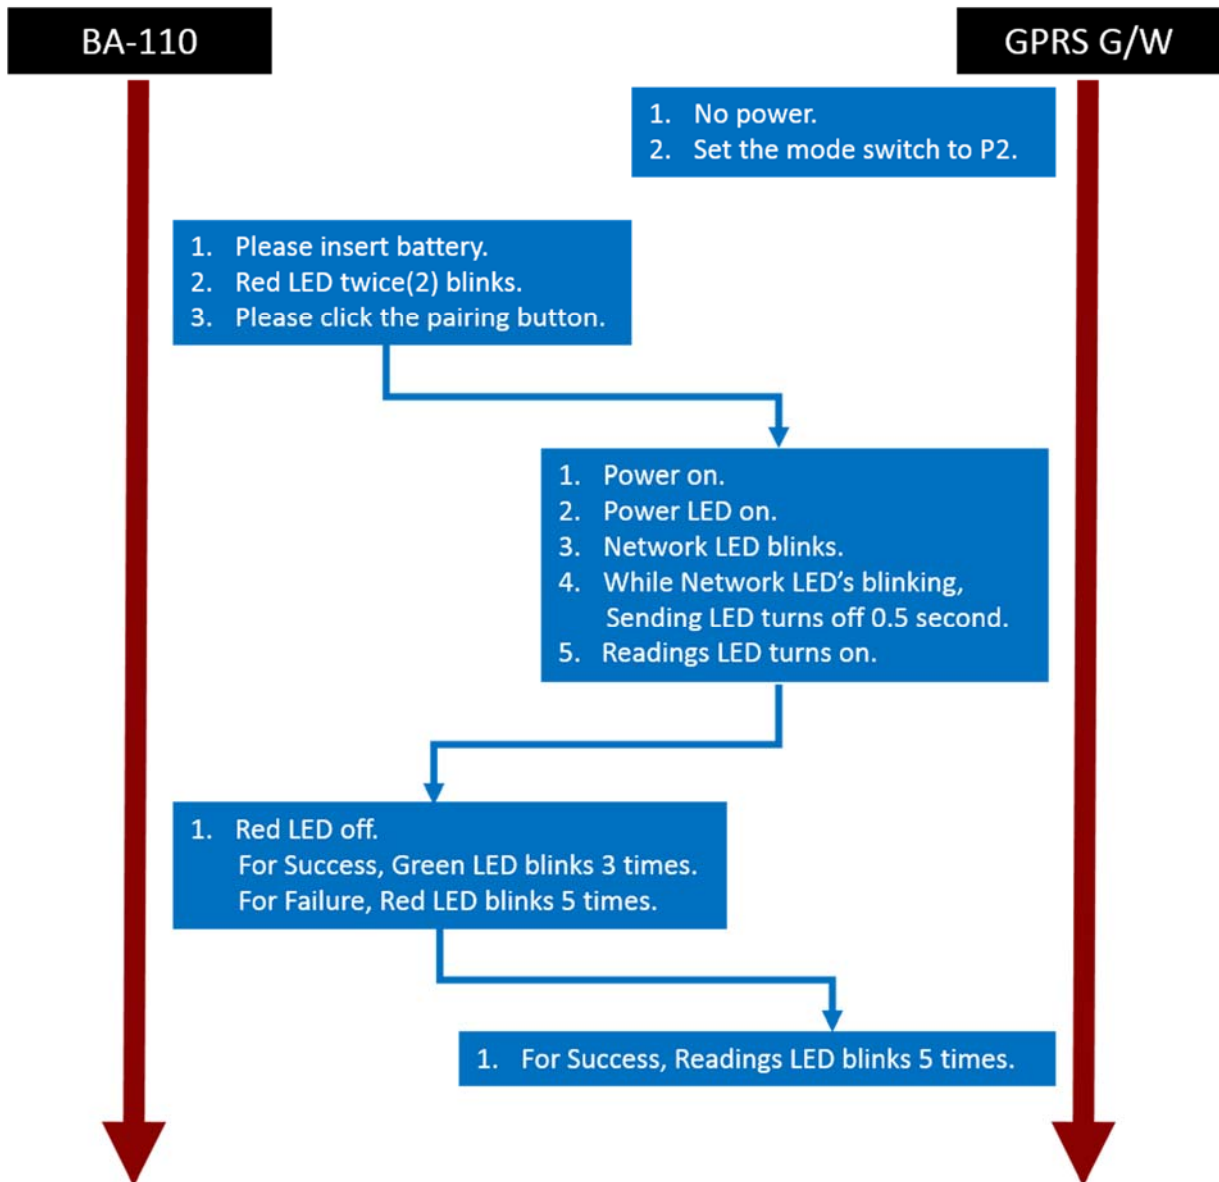 BA-110
GPRS G/W
1. No power.
2. Set the mode switch to P2.
1. Please insert battery.
2. Red LED twice(2) blinks.
3. Please click the pairing button.
1. Power on.
2. Power LED on.
3. Network LED blinks.
4. While Network LED’s blinking,
Sending LED turns off 0.5 second.
5. Readings LED turns on.
1. Red LED off.
For Success, Green LED blinks 3 times.
For Failure, Red LED blinks 5 times.
1. For Success, Readings LED blinks 5 times.